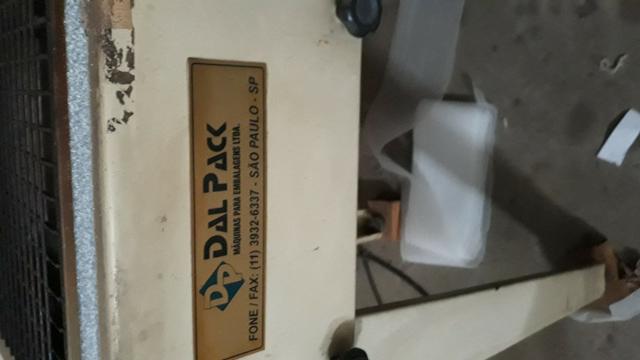 DP DAL PACK
MÁQUINAS PARA EMBALAGENS LTDA.
FONE / FAX: (11) 3932-6337 - SÃO PAULO - SP